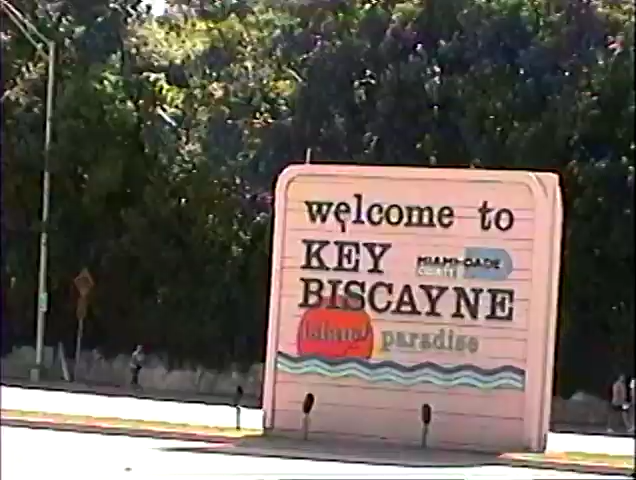 welcome to
KEY
MIAMI-DADE
COUNTY
BISCAYNE
island paradise